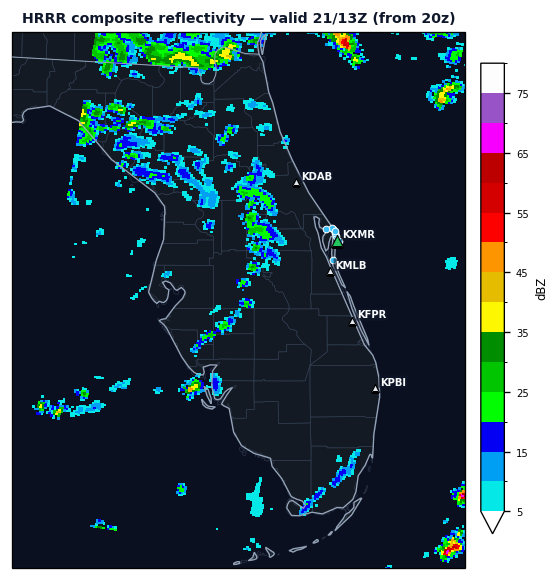 HRRR composite reflectivity — valid 21/13Z (from 20z)
KDAB
KXMR
KMLB
KFPR
KPBI
75
65
55
45
35
25
15
5
dBZ